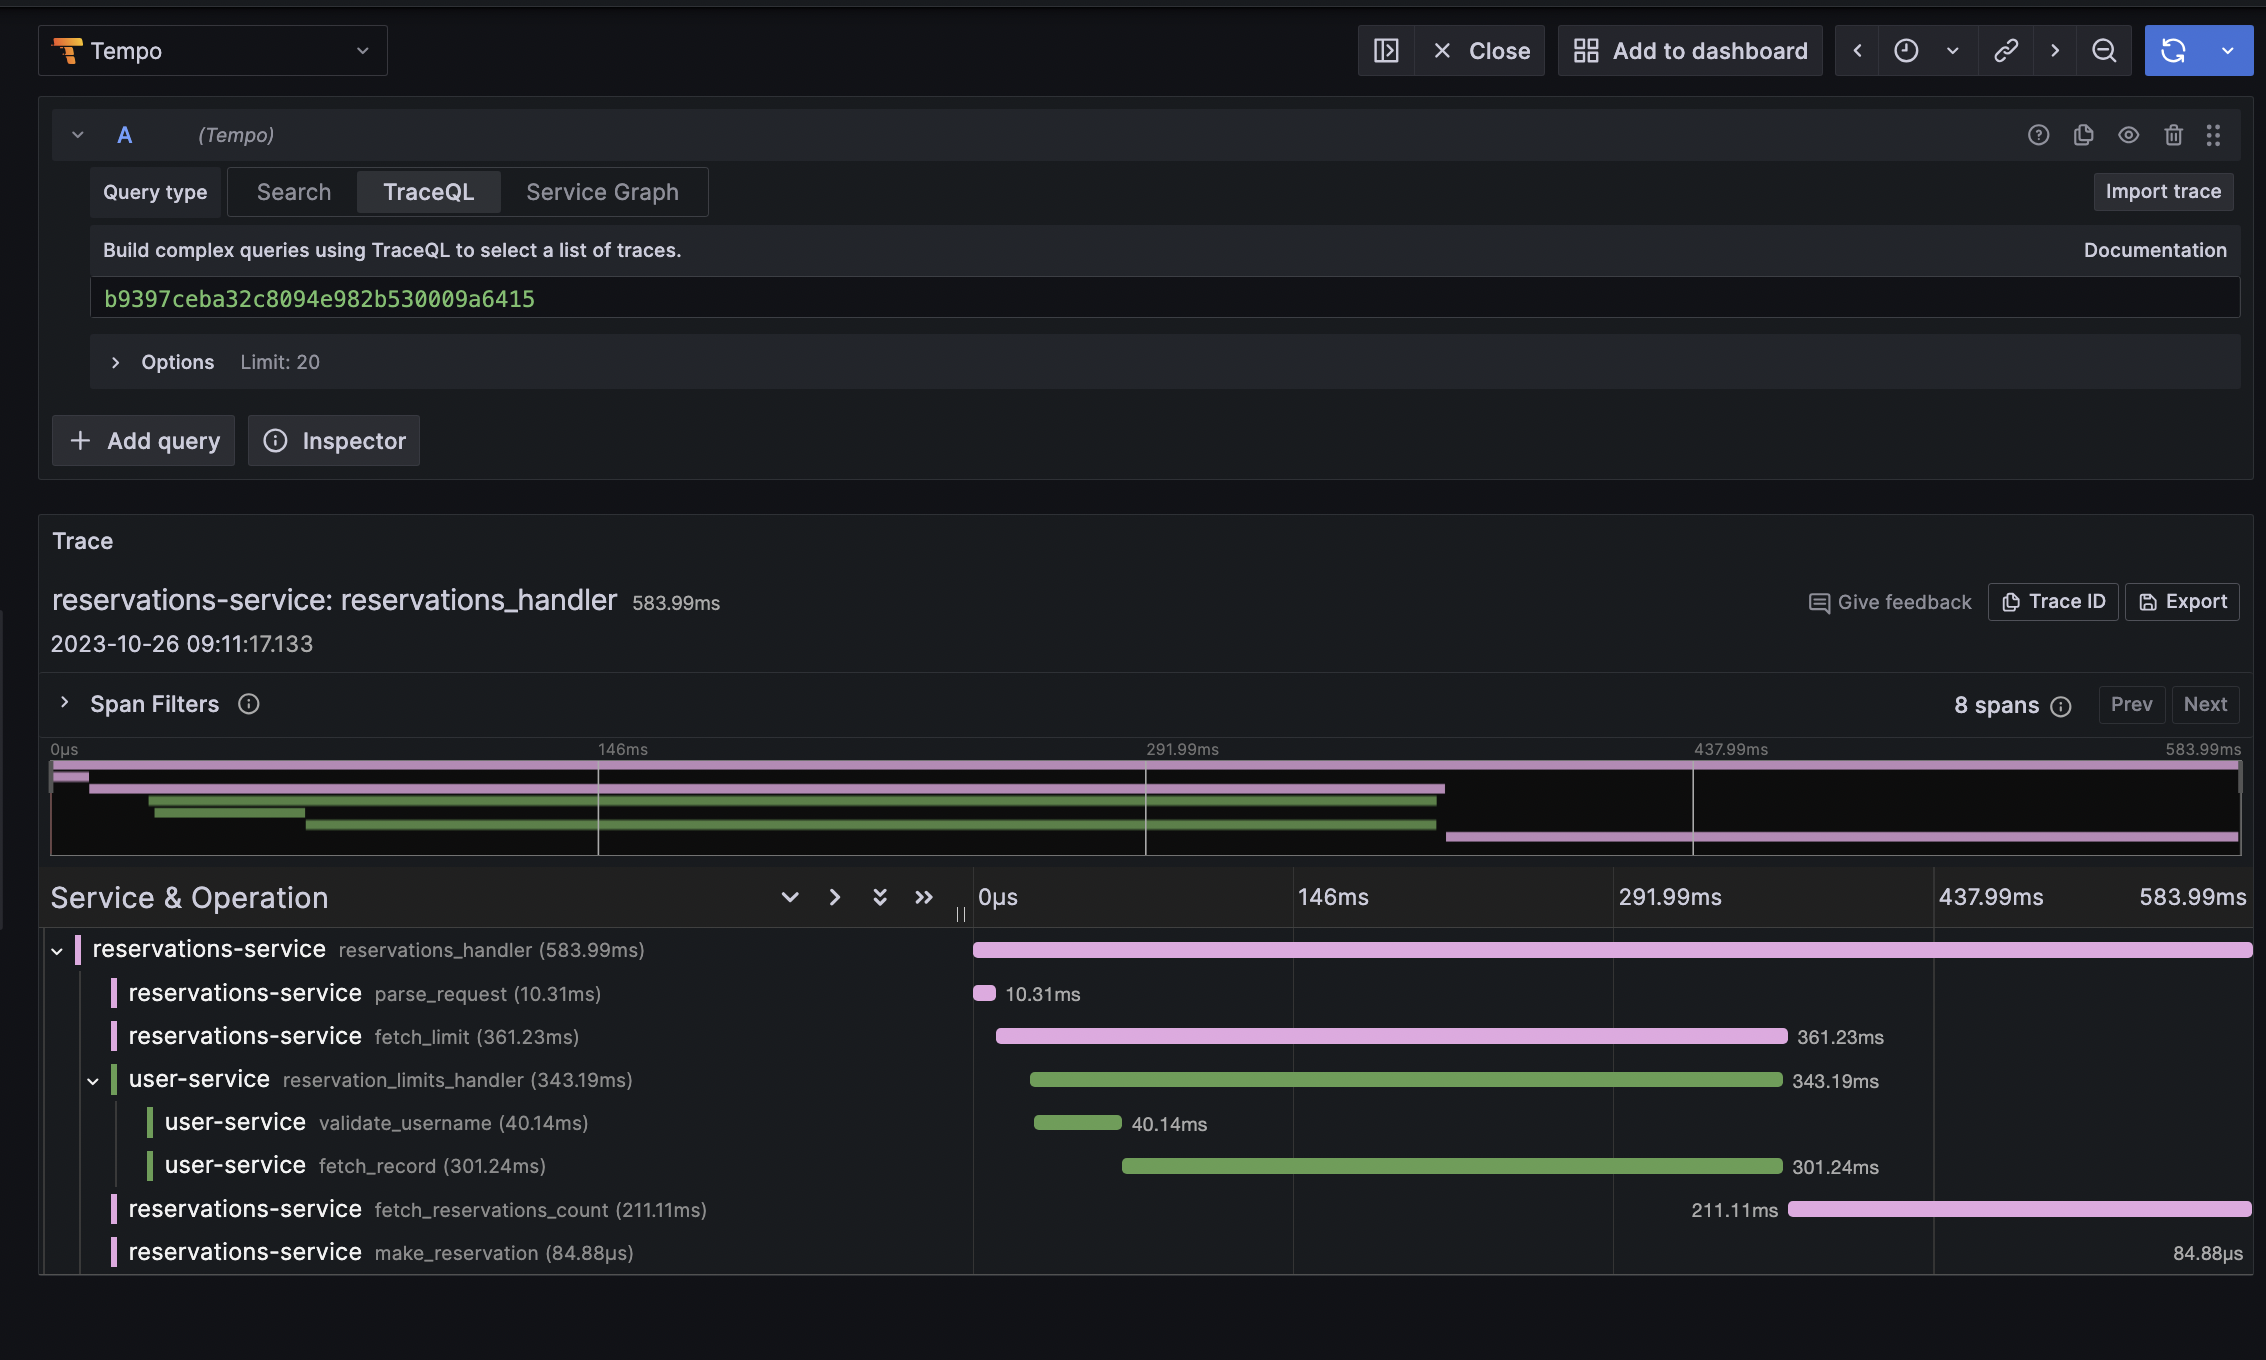 Tempo
Close
Add to dashboard
A (Tempo)
Query type Search TraceQL Service Graph Import trace
Build complex queries using TraceQL to select a list of traces. Documentation
b9397ceba32c8094e982b530009a6415
Options Limit: 20
Add query Inspector
Trace
reservations-service: reservations_handler 583.99ms
Give feedback Trace ID Export
2023-10-26 09:11:17.133
Span Filters 8 spans Prev Next
0µs 146ms 291.99ms 437.99ms 583.99ms
Service & Operation 0µs 146ms 291.99ms 437.99ms 583.99ms
reservations-service reservations_handler (583.99ms)
reservations-service parse_request (10.31ms) 10.31ms
reservations-service fetch_limit (361.23ms) 361.23ms
user-service reservation_limits_handler (343.19ms) 343.19ms
user-service validate_username (40.14ms) 40.14ms
user-service fetch_record (301.24ms) 301.24ms
reservations-service fetch_reservations_count (211.11ms) 211.11ms
reservations-service make_reservation (84.88µs) 84.88µs